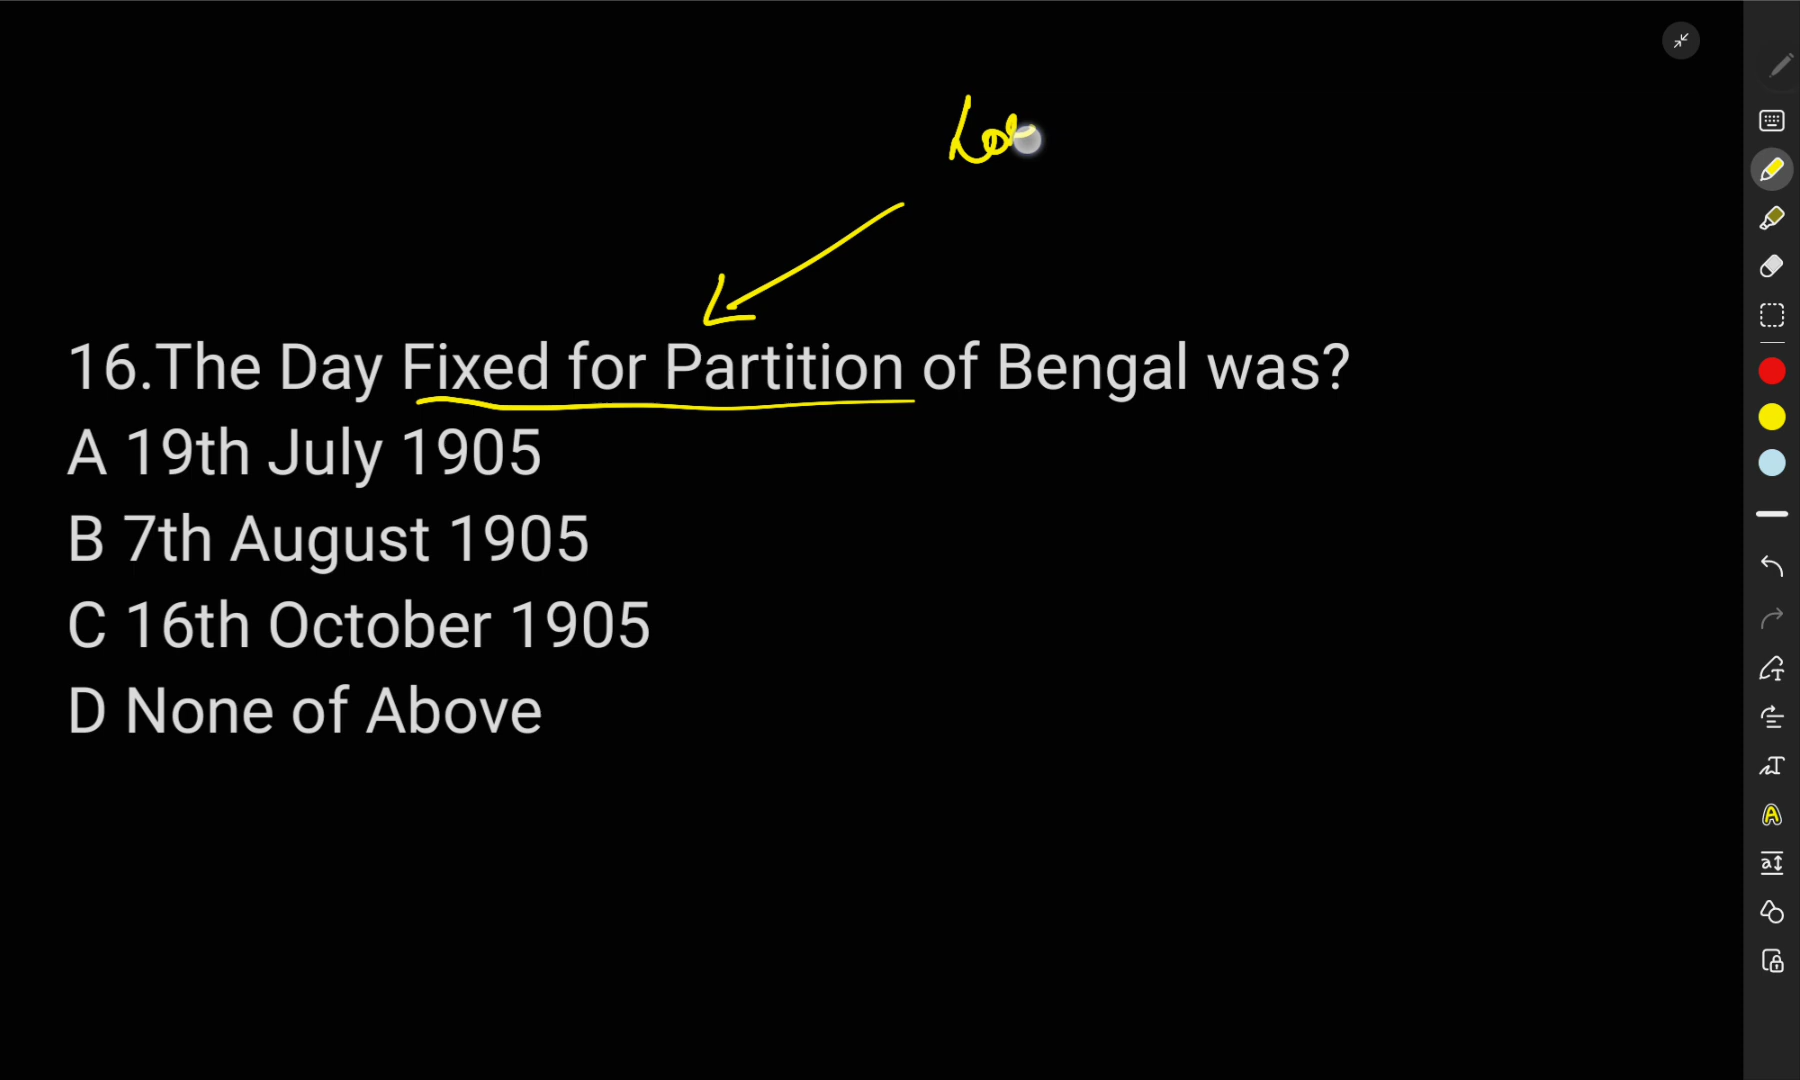 16.The Day Fixed for Partition of Bengal was?
A 19th July 1905
B 7th August 1905
C 16th October 1905
D None of Above